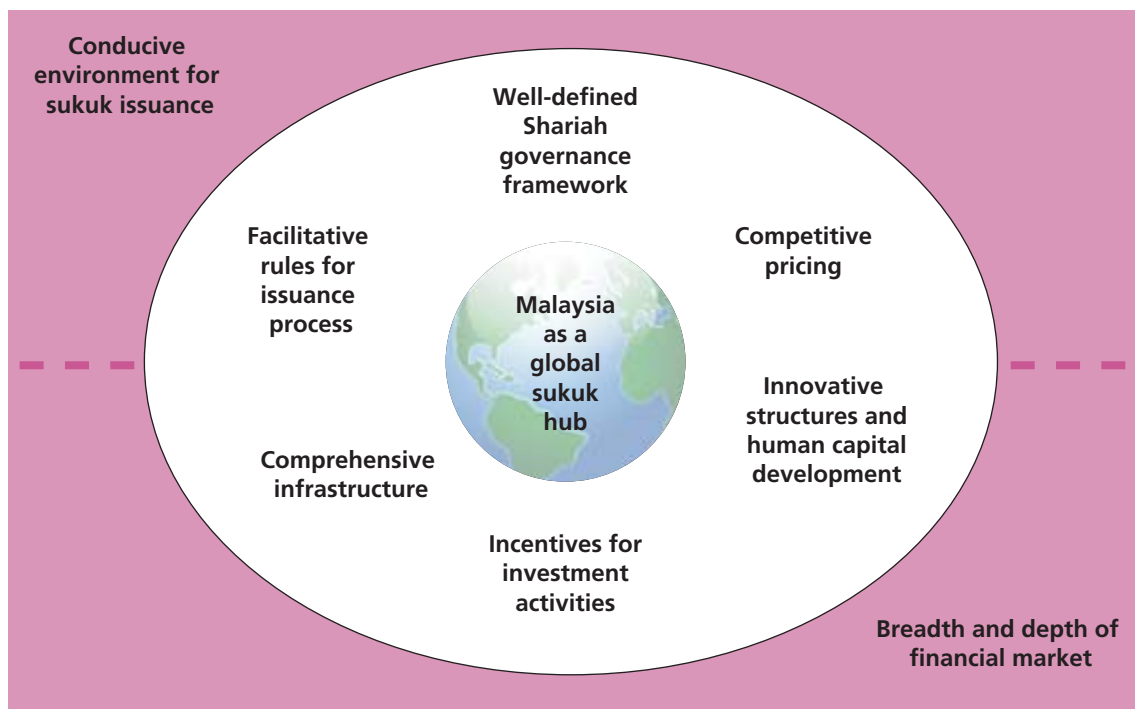 Conducive
environment for
sukuk issuance
Well-defined
Shariah
governance
framework
Facilitative
rules for
issuance
process
Competitive
pricing
Malaysia
as a
global
sukuk
hub
Innovative
structures and
human capital
development
Comprehensive
infrastructure
Incentives for
investment
activities
Breadth and depth of
financial market